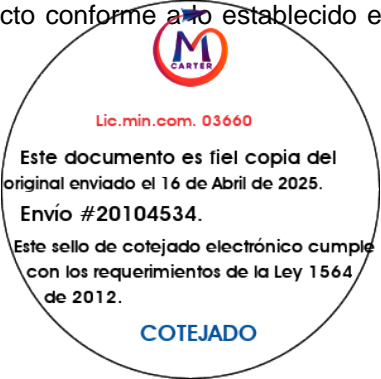 cto conforme a lo establecido e
M
CARTER
Lic.min.com. 03660
Este documento es fiel copia del
original enviado el 16 de Abril de 2025.
Envío #20104534.
Este sello de cotejado electrónico cumple
con los requerimientos de la Ley 1564
de 2012.
COTEJADO